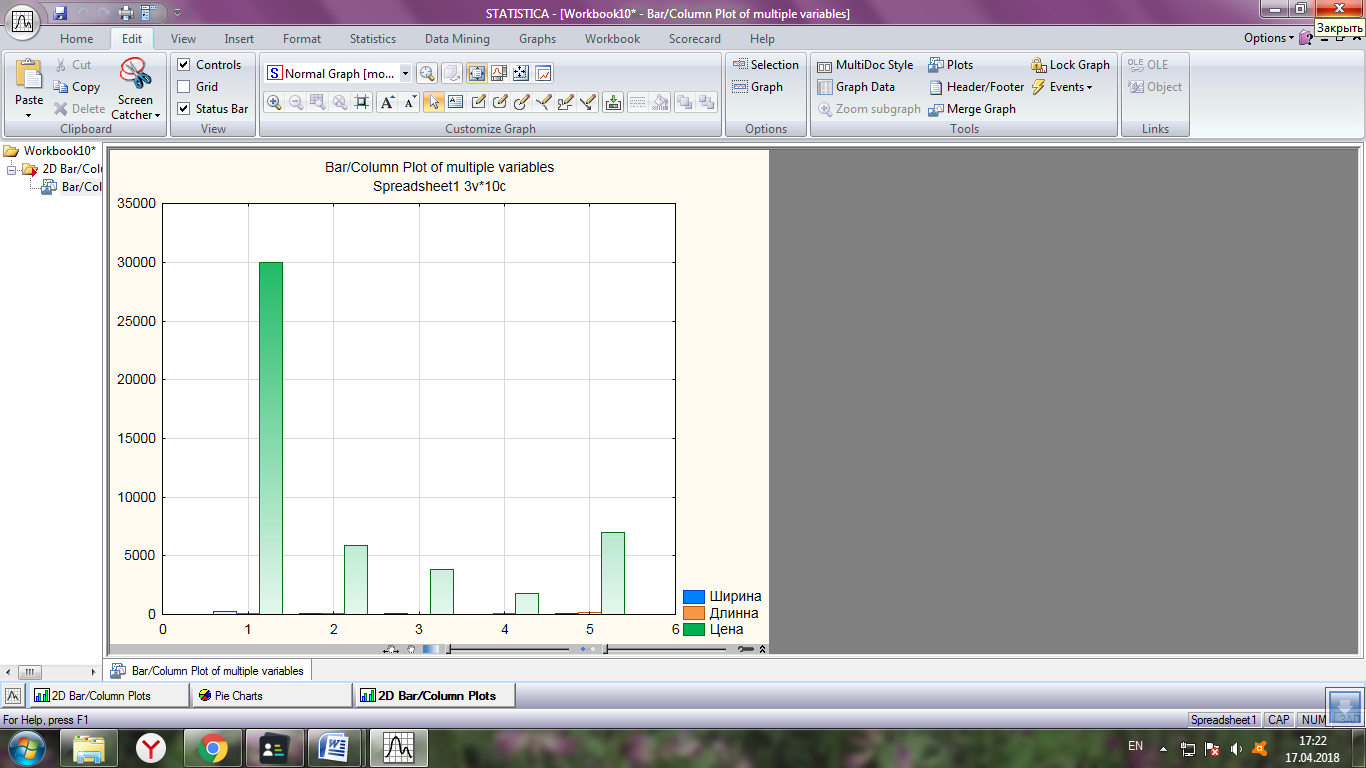 STATISTICA - [Workbook10* - Bar/Column Plot of multiple variables]
Закрыть
Home Edit View Insert Format Statistics Data Mining Graphs Workbook Scorecard Help Options
Paste Cut Copy Delete Screen Catcher
Clipboard
Controls
Grid
Status Bar
View
Normal Graph [mo...
A A
Customize Graph
Selection
Graph
Options
MultiDoc Style Plots Lock Graph
Graph Data Header/Footer Events
Zoom subgraph Merge Graph
Tools
OLE OLE
Object
Links
Workbook10*
2D Bar/Colu
Bar/Col
Bar/Column Plot of multiple variables
Spreadsheet1 3v*10c
35000
30000
25000
20000
15000
10000
5000
0
0 1 2 3 4 5 6
Ширина
Длинна
Цена
Bar/Column Plot of multiple variables
2D Bar/Column Plots Pie Charts 2D Bar/Column Plots
For Help, press F1 Spreadsheet1 CAP NUM
EN 17:22
17.04.2018